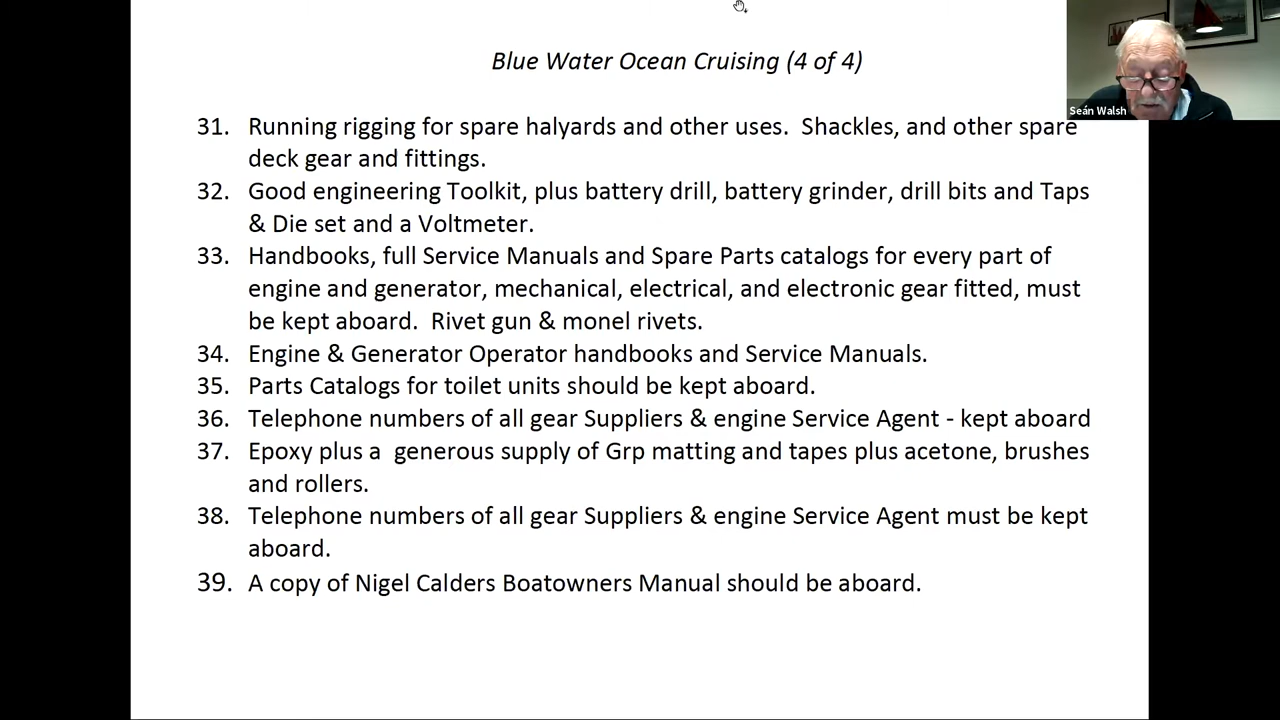 Blue Water Ocean Cruising (4 of 4)
Seán Walsh
31. Running rigging for spare halyards and other uses.  Shackles, and other spare
deck gear and fittings.
32. Good engineering Toolkit, plus battery drill, battery grinder, drill bits and Taps
& Die set and a Voltmeter.
33. Handbooks, full Service Manuals and Spare Parts catalogs for every part of
engine and generator, mechanical, electrical, and electronic gear fitted, must
be kept aboard.  Rivet gun & monel rivets.
34. Engine & Generator Operator handbooks and Service Manuals.
35. Parts Catalogs for toilet units should be kept aboard.
36. Telephone numbers of all gear Suppliers & engine Service Agent - kept aboard
37. Epoxy plus a  generous supply of Grp matting and tapes plus acetone, brushes
and rollers.
38. Telephone numbers of all gear Suppliers & engine Service Agent must be kept
aboard.
39. A copy of Nigel Calders Boatowners Manual should be aboard.